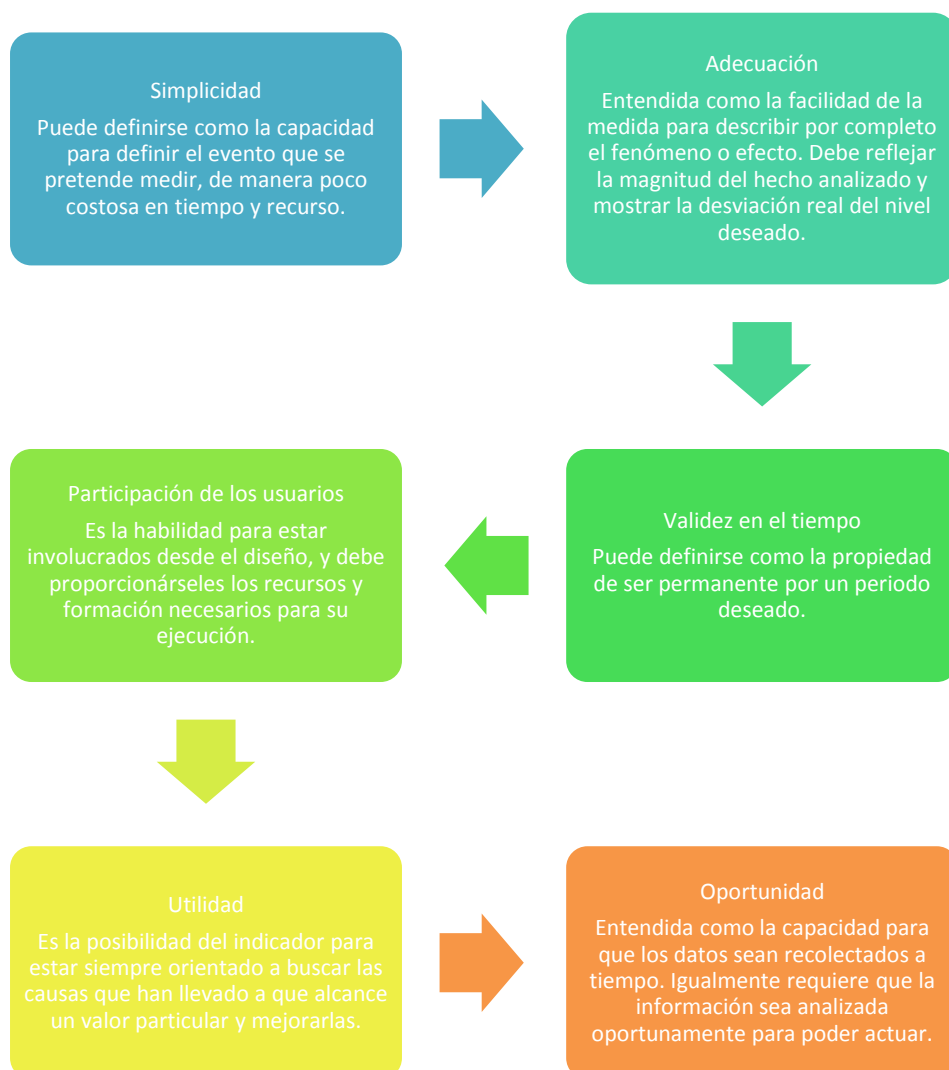 Simplicidad
Puede definirse como la capacidad
para definir el evento que se
pretende medir, de manera poco
costosa en tiempo y recurso.
Adecuación
Entendida como la facilidad de la
medida para describir por completo
el fenómeno o efecto. Debe reflejar
la magnitud del hecho analizado y
mostrar la desviación real del nivel
deseado.
Validez en el tiempo
Puede definirse como la propiedad
de ser permanente por un periodo
deseado.
Participación de los usuarios
Es la habilidad para estar
involucrados desde el diseño, y debe
proporcionárseles los recursos y
formación necesarios para su
ejecución.
Utilidad
Es la posibilidad del indicador para
estar siempre orientado a buscar las
causas que han llevado a que alcance
un valor particular y mejorarlas.
Oportunidad
Entendida como la capacidad para
que los datos sean recolectados a
tiempo. Igualmente requiere que la
información sea analizada
oportunamente para poder actuar.